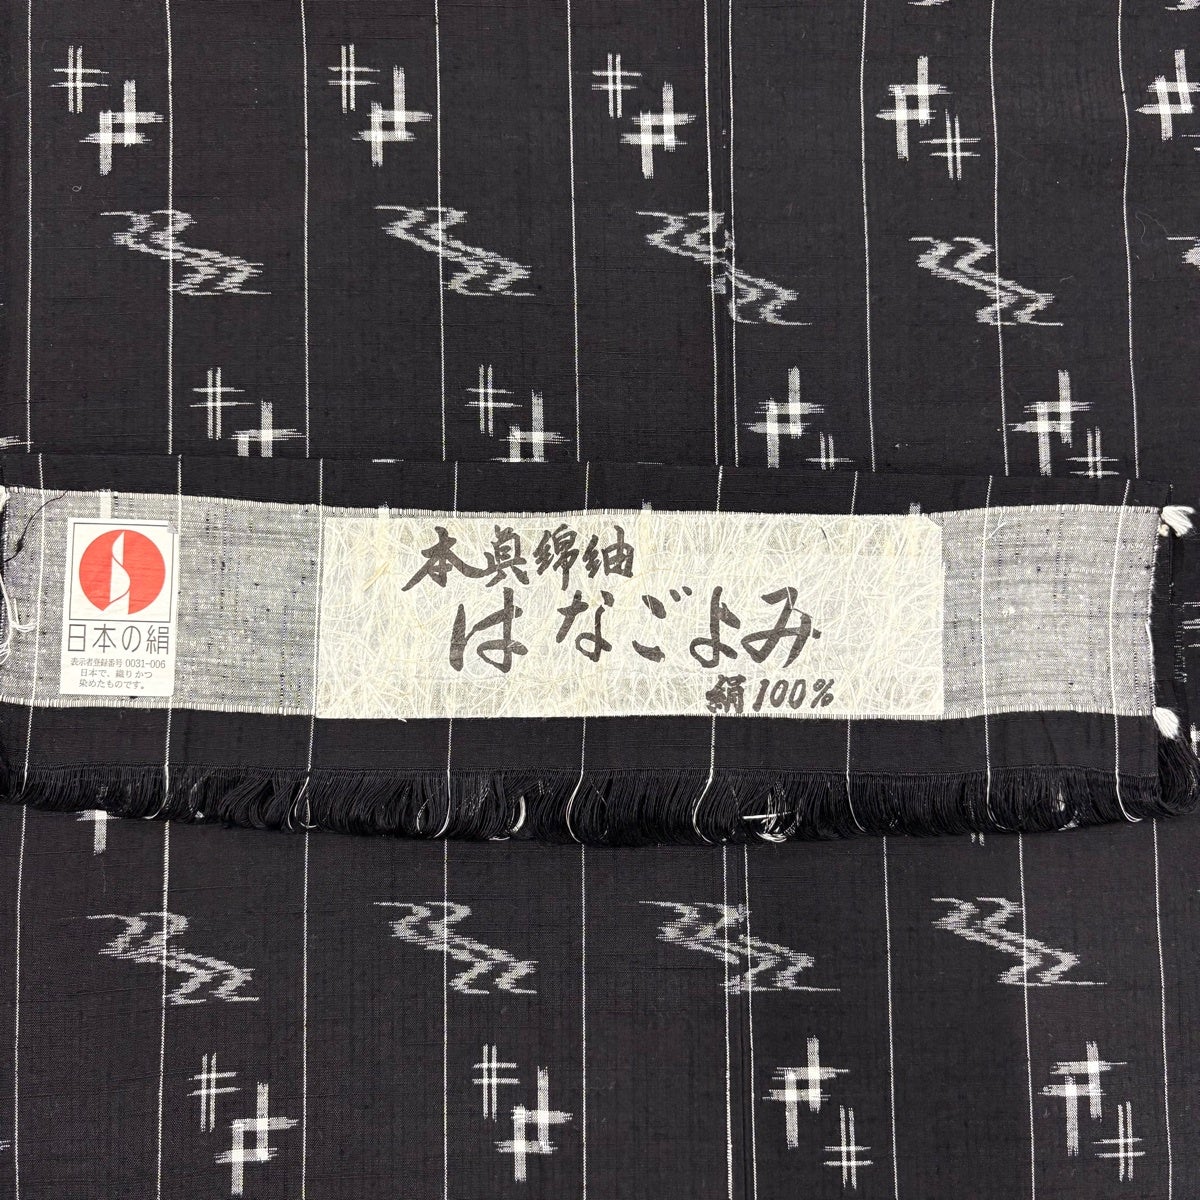 日本の絹
表示者登録番号 0031-006
日本で、織りかつ
染めたものです。
本眞綿紬
はなごよみ
絹100%